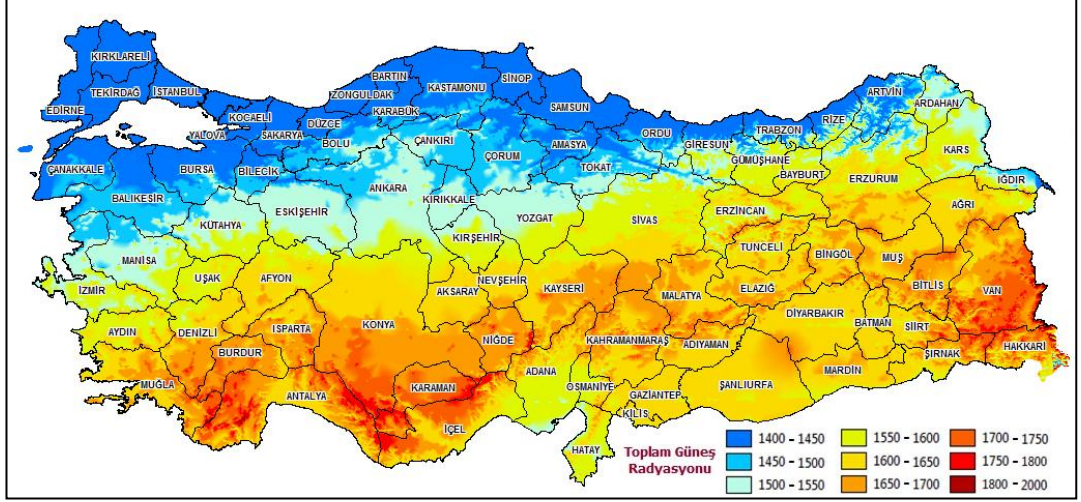 KIRKLARELİ
TEKİRDAĞ
İSTANBUL
EDİRNE
KOCAELİ
YALOVA
SAKARYA
DÜZCE
BOLU
ZONGULDAK
BARTIN
KARABÜK
KASTAMONU
SİNOP
SAMSUN
ÇANKIRI
ÇORUM
AMASYA
TOKAT
ORDU
GİRESUN
TRABZON
RİZE
ARTVİN
ARDAHAN
GÜMÜŞHANE
BAYBURT
ERZURUM
KARS
IĞDIR
AĞRI
ÇANAKKALE
BURSA
BİLECİK
BALIKESİR
KÜTAHYA
ESKİŞEHİR
ANKARA
KIRIKKALE
YOZGAT
KIRŞEHİR
SİVAS
ERZİNCAN
TUNCELİ
BİNGÖL
MUŞ
BİTLİS
VAN
MANİSA
İZMİR
UŞAK
AFYON
AKSARAY
NEVŞEHİR
KAYSERİ
MALATYA
ELAZIĞ
DİYARBAKIR
BATMAN
SİİRT
ŞIRNAK
HAKKARİ
AYDIN
DENİZLİ
ISPARTA
BURDUR
KONYA
NİĞDE
KAHRAMANMARAŞ
ADIYAMAN
MARDİN
MUĞLA
ANTALYA
KARAMAN
İÇEL
ADANA
OSMANİYE
GAZİANTEP
KİLİS
ŞANLIURFA
HATAY
Toplam Güneş
Radyasyonu
1400 - 1450
1450 - 1500
1500 - 1550
1550 - 1600
1600 - 1650
1650 - 1700
1700 - 1750
1750 - 1800
1800 - 2000